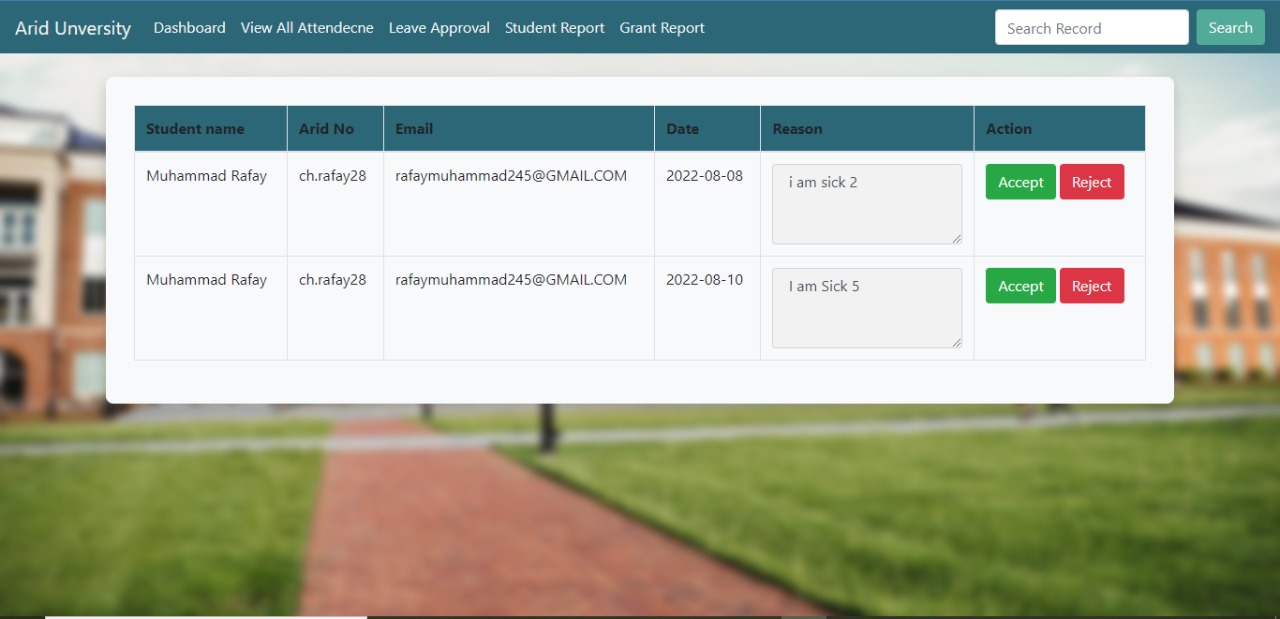 Arid Unversity Dashboard View All Attendecne Leave Approval Student Report Grant Report Search Record Search
Student name Arid No Email Date Reason Action
Muhammad Rafay ch.rafay28 rafaymuhammad245@GMAIL.COM 2022-08-08 i am sick 2 Accept Reject
Muhammad Rafay ch.rafay28 rafaymuhammad245@GMAIL.COM 2022-08-10 I am Sick 5 Accept Reject